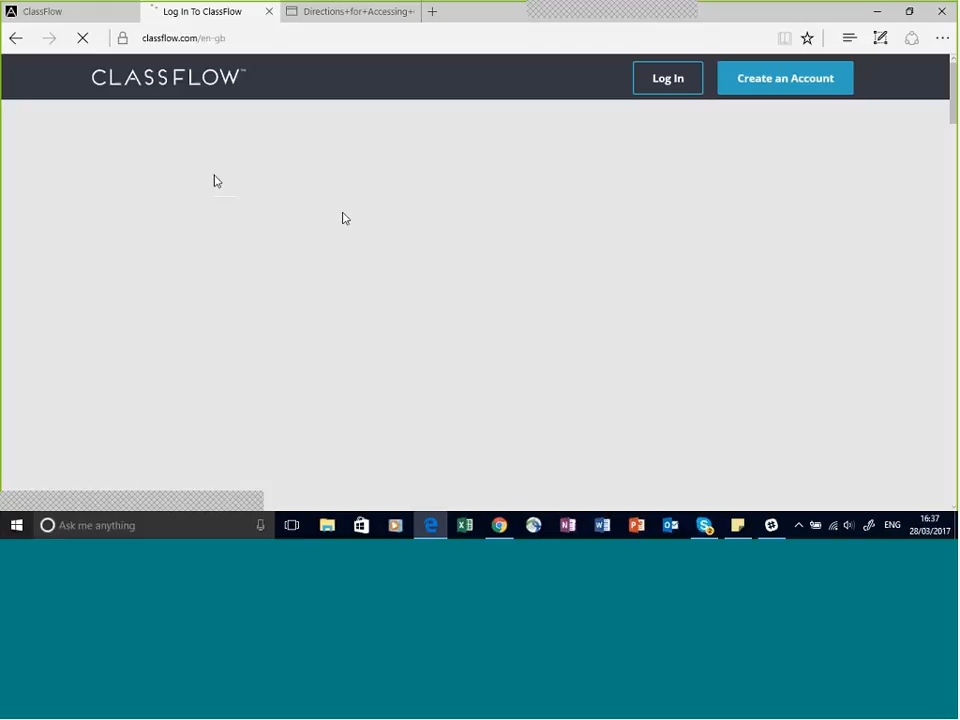 ClassFlow
Log In To ClassFlow
Directions+for+Accessing+
classflow.com/en-gb
CLASSFLOW™
Log In
Create an Account
Ask me anything
ENG
16:37
28/03/2017